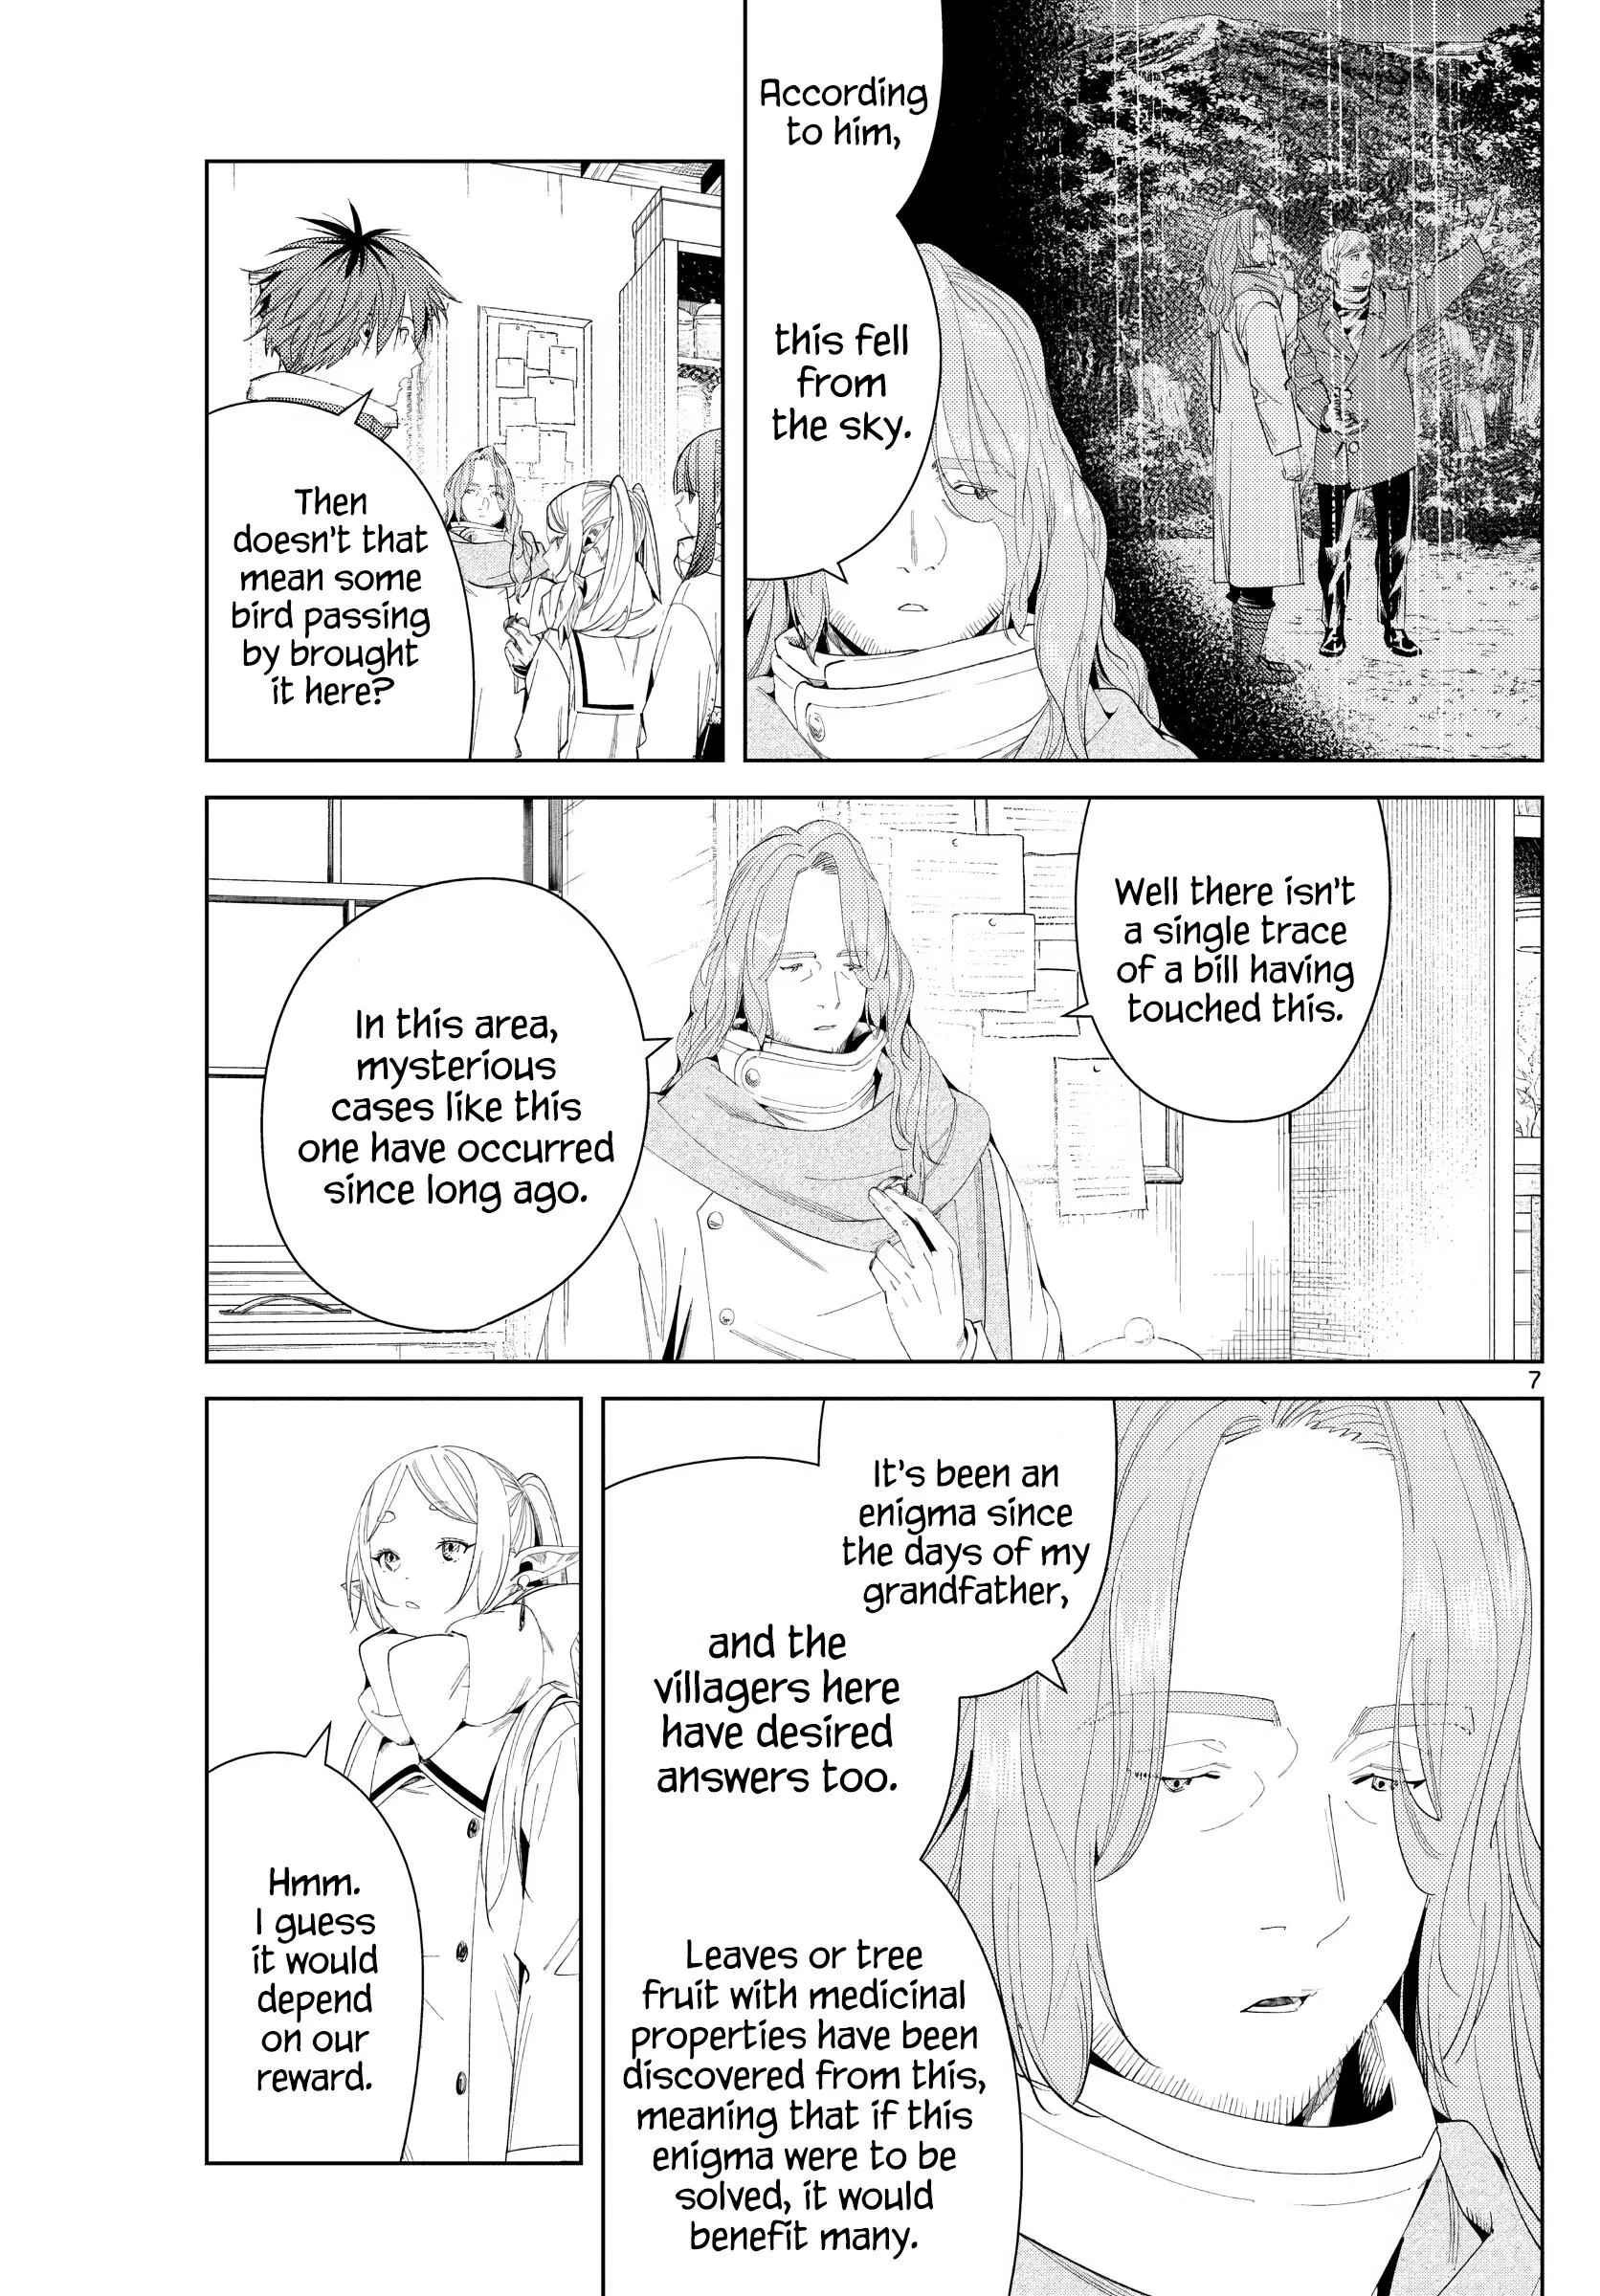 According
to him,
this fell
from
the sky.
Then
doesn't that
mean some
bird passing
by brought
it here?
Well there isn't
a single trace
of a bill having
touched this.
In this area,
mysterious
cases like this
one have occurred
since long ago.
7
It's been an
enigma since
the days of my
grandfather,
and the
villagers here
have desired
answers too.
Leaves or tree
fruit with medicinal
properties have been
discovered from this,
meaning that if this
enigma were to be
solved, it would
benefit many.
Hmm.
I guess
it would
depend
on our
reward.